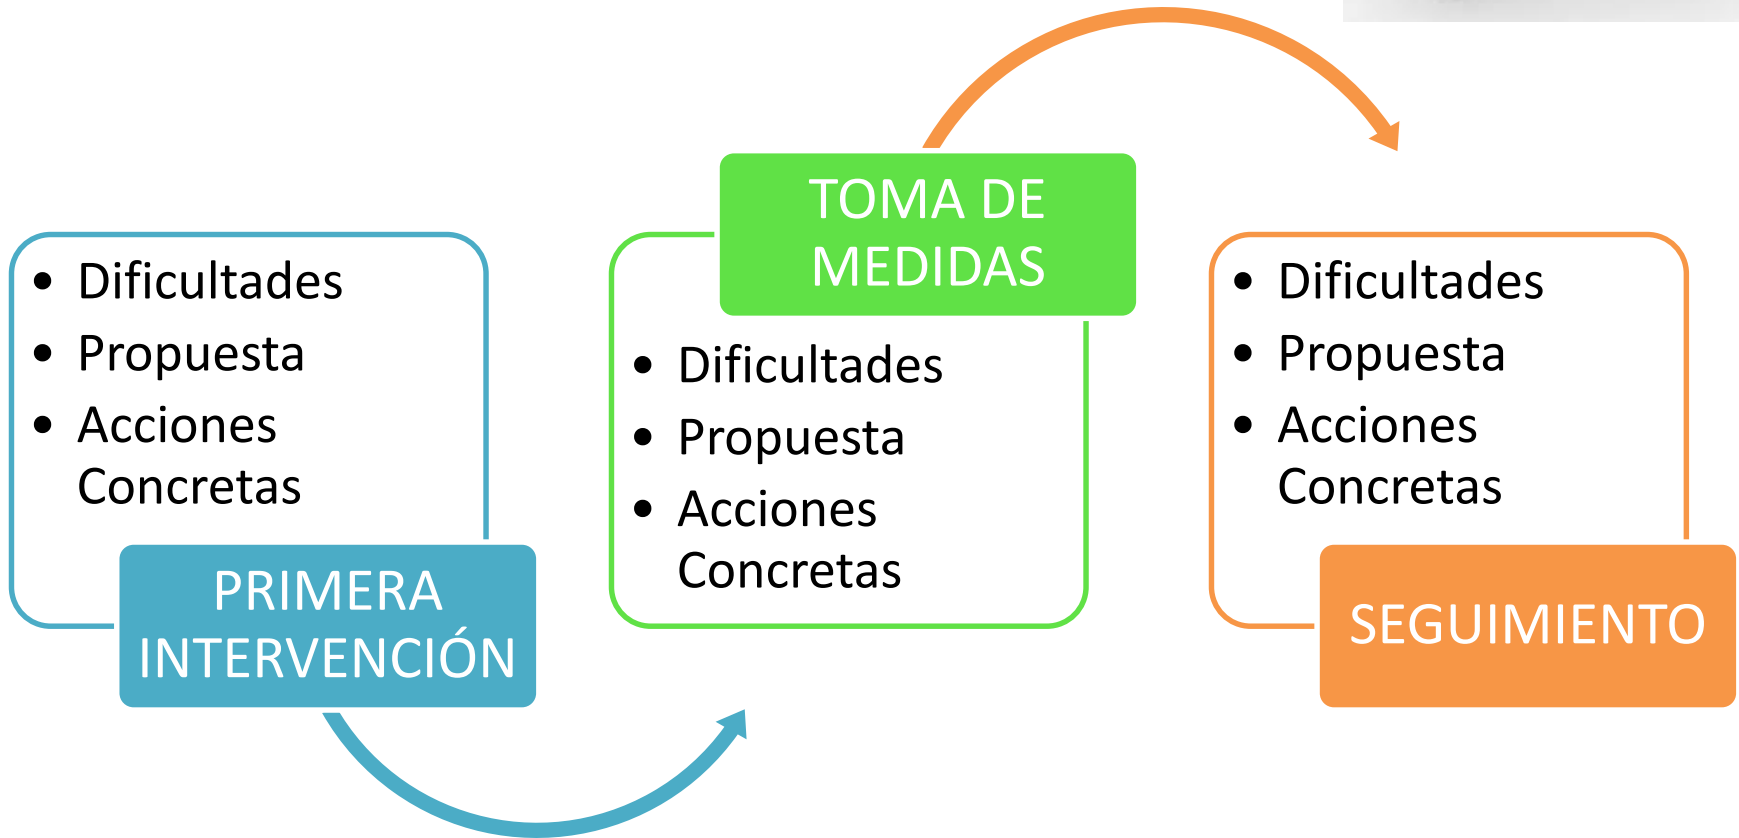 • Dificultades
• Propuesta
• Acciones
Concretas
PRIMERA
INTERVENCIÓN
TOMA DE
MEDIDAS
• Dificultades
• Propuesta
• Acciones
Concretas
• Dificultades
• Propuesta
• Acciones
Concretas
SEGUIMIENTO